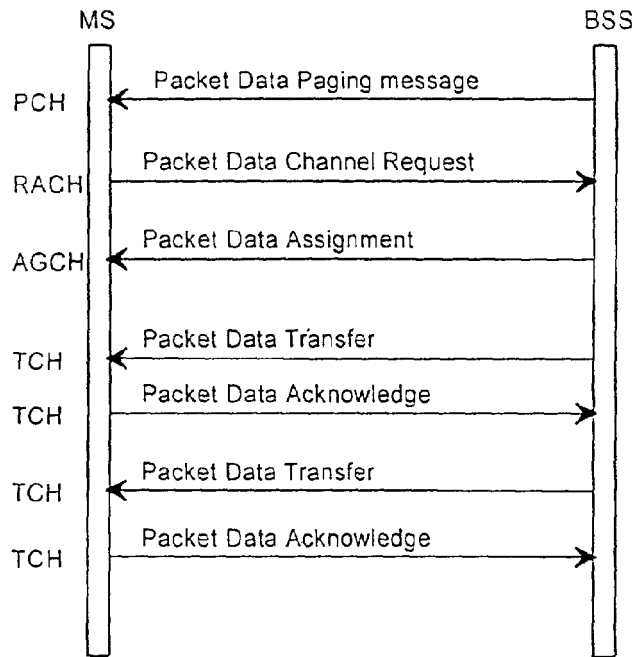 MS BSS
Packet Data Paging message
PCH
Packet Data Channel Request
RACH
Packet Data Assignment
AGCH
Packet Data Transfer
TCH
Packet Data Acknowledge
TCH
Packet Data Transfer
TCH
Packet Data Acknowledge
TCH